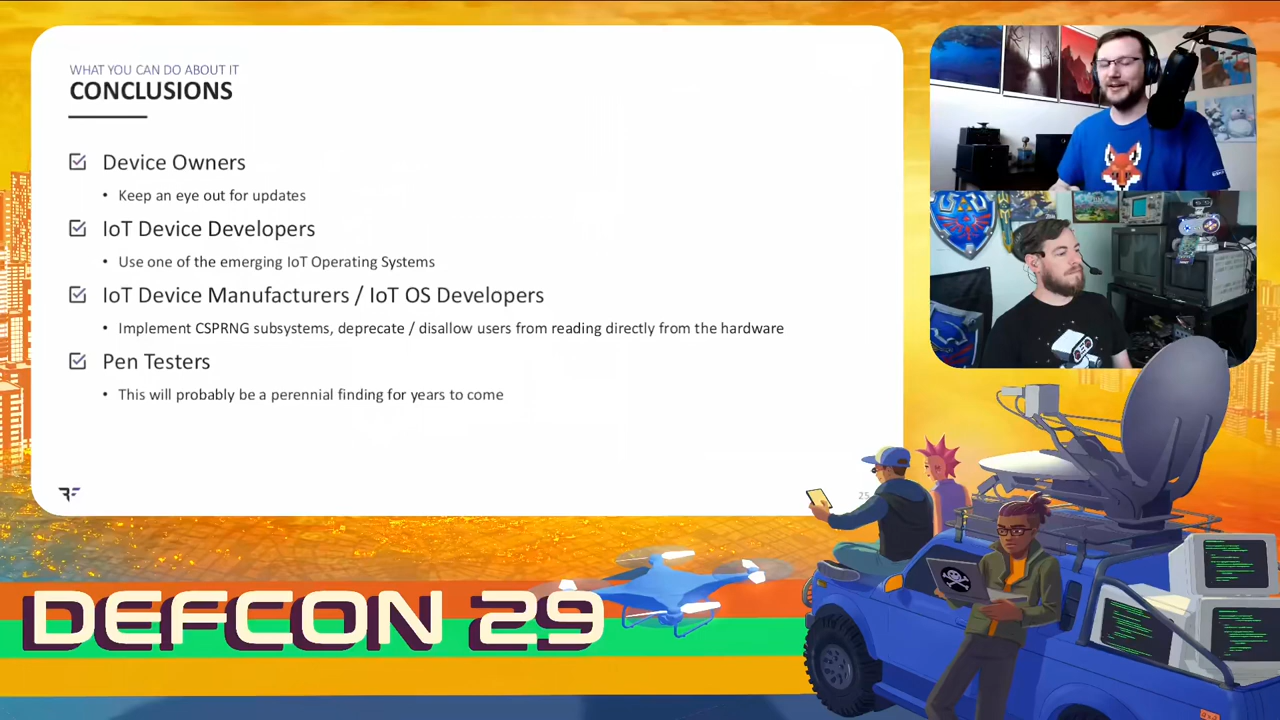 WHAT YOU CAN DO ABOUT IT
CONCLUSIONS
Device Owners
• Keep an eye out for updates
IoT Device Developers
• Use one of the emerging IoT Operating Systems
IoT Device Manufacturers / IoT OS Developers
• Implement CSPRNG subsystems, deprecate / disallow users from reading directly from the hardware
Pen Testers
• This will probably be a perennial finding for years to come
25
DEFCON 29